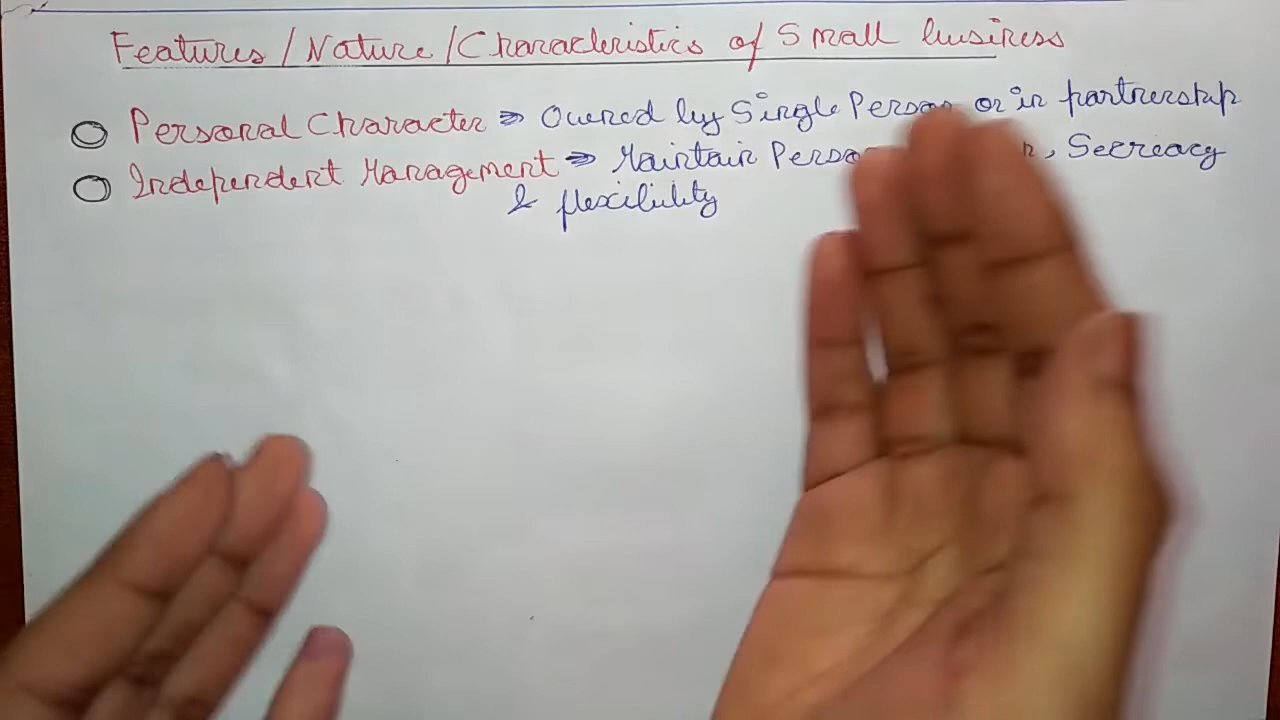 Features / Nature / Characteristics of Small business
Personal Character ⇒ Owned by Single Person or in partnership
Independent Management ⇒ Maintain , Secreacy
& flexibility